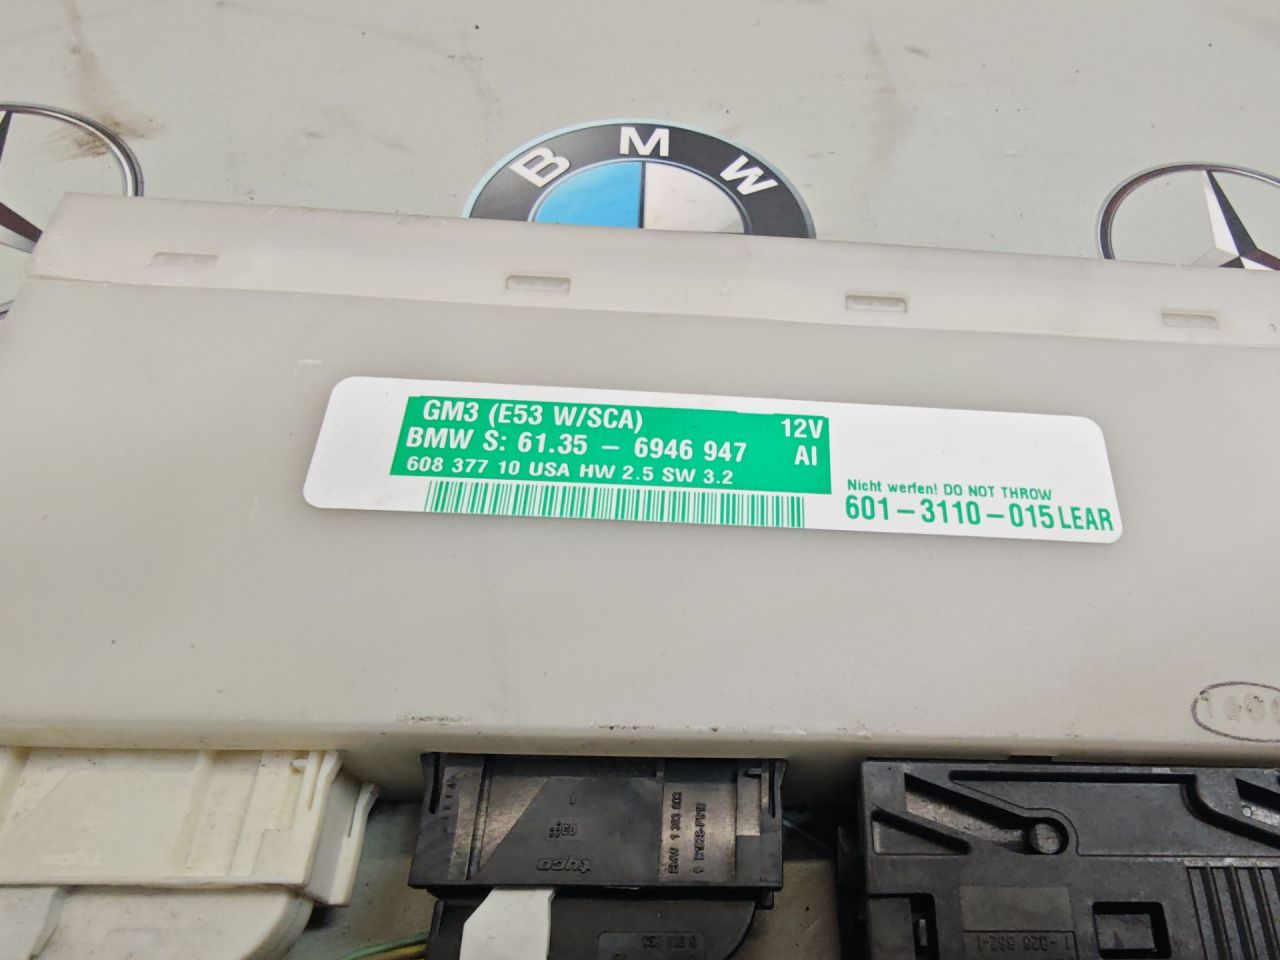 BMW
GM3 (E53 W/SCA) 12V
BMW S: 61.35 - 6946 947 AI
608 377 10 USA HW 2.5 SW 3.2
Nicht werfen! DO NOT THROW
601-3110-015 LEAR
tyco